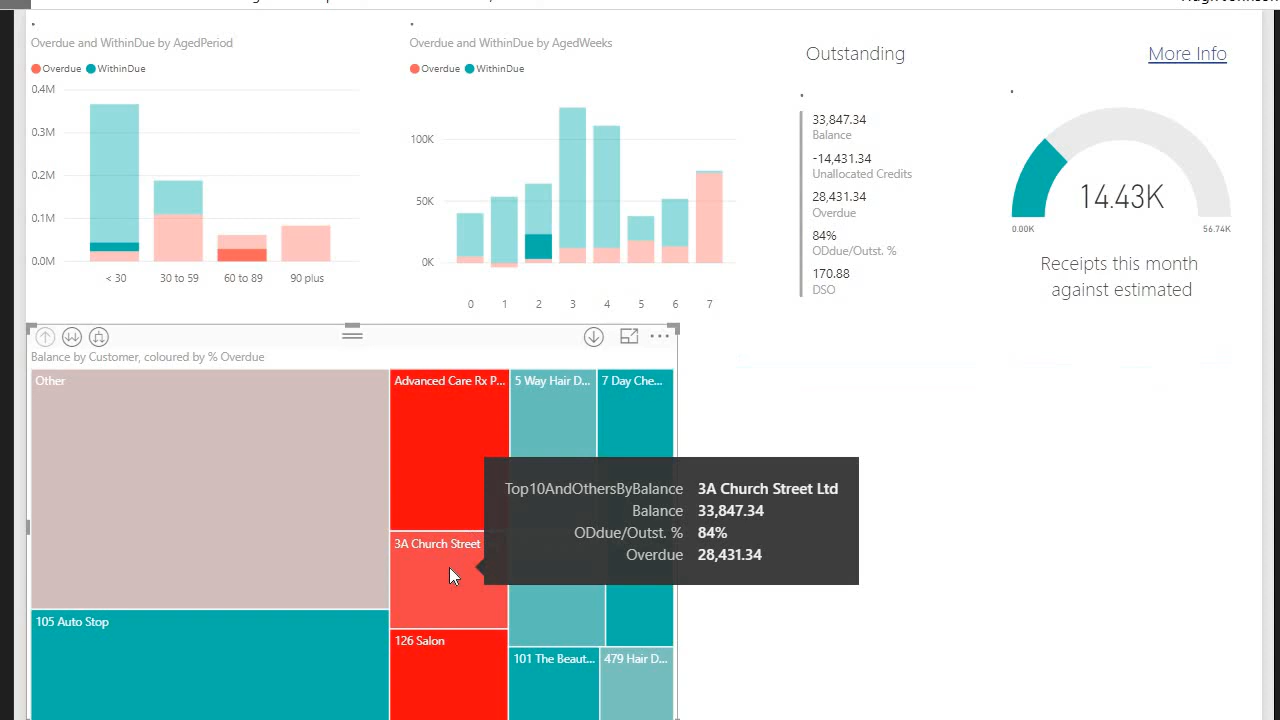 Overdue and WithinDue by AgedPeriod
Overdue WithinDue
0.4M
0.3M
0.2M
0.1M
0.0M
< 30 30 to 59 60 to 89 90 plus
Overdue and WithinDue by AgedWeeks
Overdue WithinDue
100K
50K
0K
0 1 2 3 4 5 6 7
Outstanding
More Info
33,847.34
Balance
-14,431.34
Unallocated Credits
28,431.34
Overdue
84%
ODdue/Outst. %
170.88
DSO
14.43K
0.00K 56.74K
Receipts this month
against estimated
Balance by Customer, coloured by % Overdue
Other
Advanced Care Rx P...
5 Way Hair D...
7 Day Che...
3A Church Street
105 Auto Stop
126 Salon
101 The Beaut...
479 Hair D...
Top10AndOthersByBalance 3A Church Street Ltd
Balance 33,847.34
ODdue/Outst. % 84%
Overdue 28,431.34